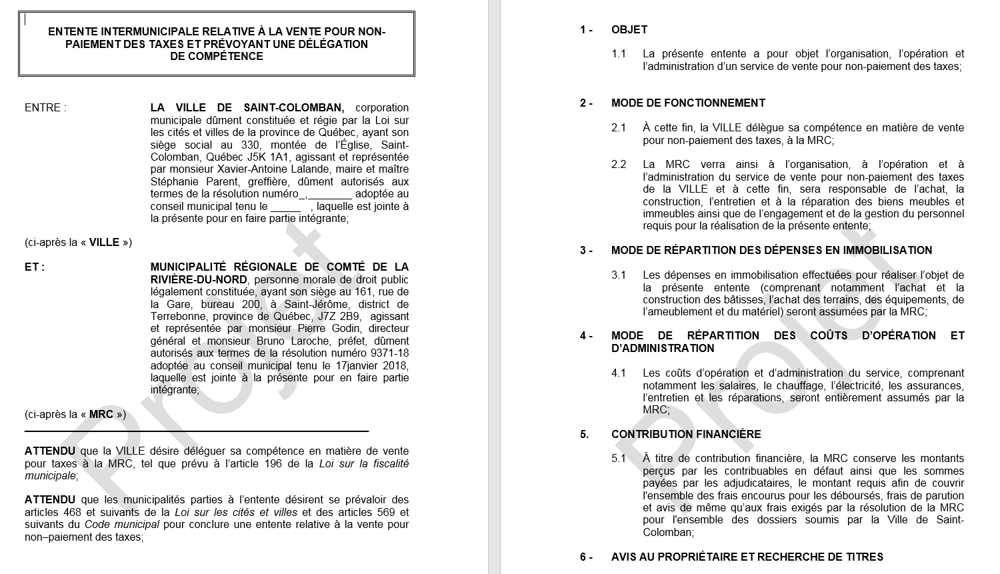 ENTENTE INTERMUNICIPALE RELATIVE À LA VENTE POUR NON-
PAIEMENT DES TAXES ET PRÉVOYANT UNE DÉLÉGATION
DE COMPÉTENCE
ENTRE :
LA VILLE DE SAINT-COLOMBAN, corporation
municipale dûment constituée et régie par la Loi sur
les cités et villes de la province de Québec, ayant son
siège social au 330, montée de l’Église, Saint-
Colomban, Québec J5K 1A1, agissant et représentée
par monsieur Xavier-Antoine Lalande, maire et maître
Stéphanie Parent, greffière, dûment autorisés aux
termes de la résolution numéro_,_______ adoptée au
conseil municipal tenu le _____ , laquelle est jointe à
la présente pour en faire partie intégrante;
(ci-après la « VILLE »)
ET :
MUNICIPALITÉ RÉGIONALE DE COMTÉ DE LA
RIVIÈRE-DU-NORD, personne morale de droit public
légalement constituée, ayant son siège au 161, rue de
la Gare, bureau 200, à Saint-Jérôme, district de
Terrebonne, province de Québec, J7Z 2B9, agissant
et représentée par monsieur Pierre Godin, directeur
général et monsieur Bruno Laroche, préfet, dûment
autorisés aux termes de la résolution numéro 9371-18
adoptée au conseil municipal tenu le 17janvier 2018,
laquelle est jointe à la présente pour en faire partie
intégrante;
(ci-après la « MRC »)
ATTENDU que la VILLE désire déléguer sa compétence en matière de vente
pour taxes à la MRC, tel que prévu à l’article 196 de la Loi sur la fiscalité
municipale;
ATTENDU que les municipalités parties à l’entente désirent se prévaloir des
articles 468 et suivants de la Loi sur les cités et villes et des articles 569 et
suivants du Code municipal pour conclure une entente relative à la vente pour
non–paiement des taxes;
Projet
1 - OBJET
1.1 La présente entente a pour objet l’organisation, l’opération et
l’administration d’un service de vente pour non-paiement des taxes;
2 - MODE DE FONCTIONNEMENT
2.1 À cette fin, la VILLE délègue sa compétence en matière de vente
pour non-paiement des taxes, à la MRC;
2.2 La MRC verra ainsi à l’organisation, à l’opération et à
l’administration du service de vente pour non-paiement des taxes
de la VILLE et à cette fin, sera responsable de l’achat, la
construction, l’entretien et à la réparation des biens meubles et
immeubles ainsi que de l’engagement et de la gestion du personnel
requis pour la réalisation de la présente entente;
3 - MODE DE RÉPARTITION DES DÉPENSES EN IMMOBILISATION
3.1 Les dépenses en immobilisation effectuées pour réaliser l’objet de
la présente entente (comprenant notamment l’achat et la
construction des bâtisses, l’achat des terrains, des équipements, de
l’ameublement et du matériel) seront assumées par la MRC;
4 - MODE DE RÉPARTITION DES COÛTS D’OPÉRATION ET
D’ADMINISTRATION
4.1 Les coûts d’opération et d’administration du service, comprenant
notamment les salaires, le chauffage, l’électricité, les assurances,
l’entretien et les réparations, seront entièrement assumés par la
MRC;
5. CONTRIBUTION FINANCIÈRE
5.1 À titre de contribution financière, la MRC conserve les montants
perçus par les contribuables en défaut ainsi que les sommes
payées par les adjudicataires, le montant requis afin de couvrir
l'ensemble des frais encourus pour les déboursés, frais de parution
et avis de même qu’aux frais exigés par la résolution de la MRC
pour l'ensemble des dossiers soumis par la Ville de Saint-
Colomban;
6 - AVIS AU PROPRIÉTAIRE ET RECHERCHE DE TITRES
Projet